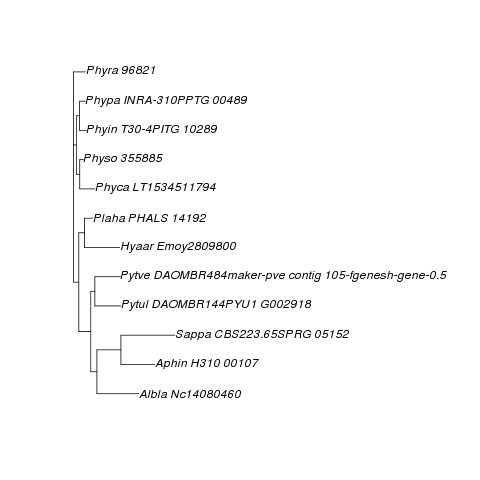 Phyra 96821
Phypa INRA-310PPTG 00489
Phyin T30-4PITG 10289
Physo 355885
Phyca LT1534511794
Plaha PHALS 14192
Hyaar Emoy2809800
Pytve DAOMBR484maker-pve contig 105-fgenesh-gene-0.5
Pytul DAOMBR144PYU1 G002918
Sappa CBS223.65SPRG 05152
Aphin H310 00107
Albla Nc14080460